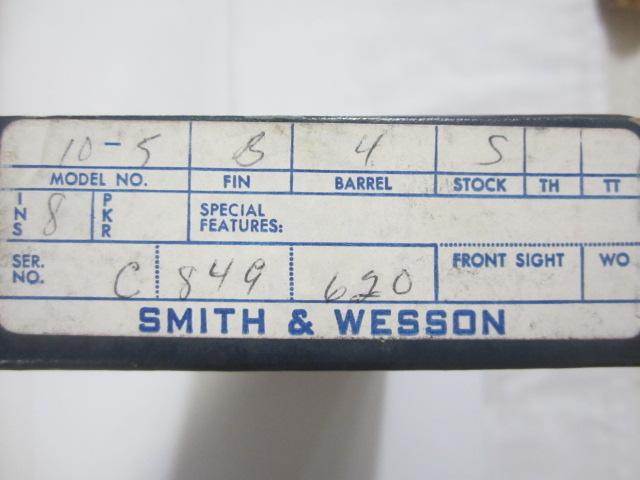 10-5 B 4 S
MODEL NO. FIN BARREL STOCK TH TT
INS 8 PKR SPECIAL FEATURES:
SER. NO. C 849 620 FRONT SIGHT WO
SMITH & WESSON